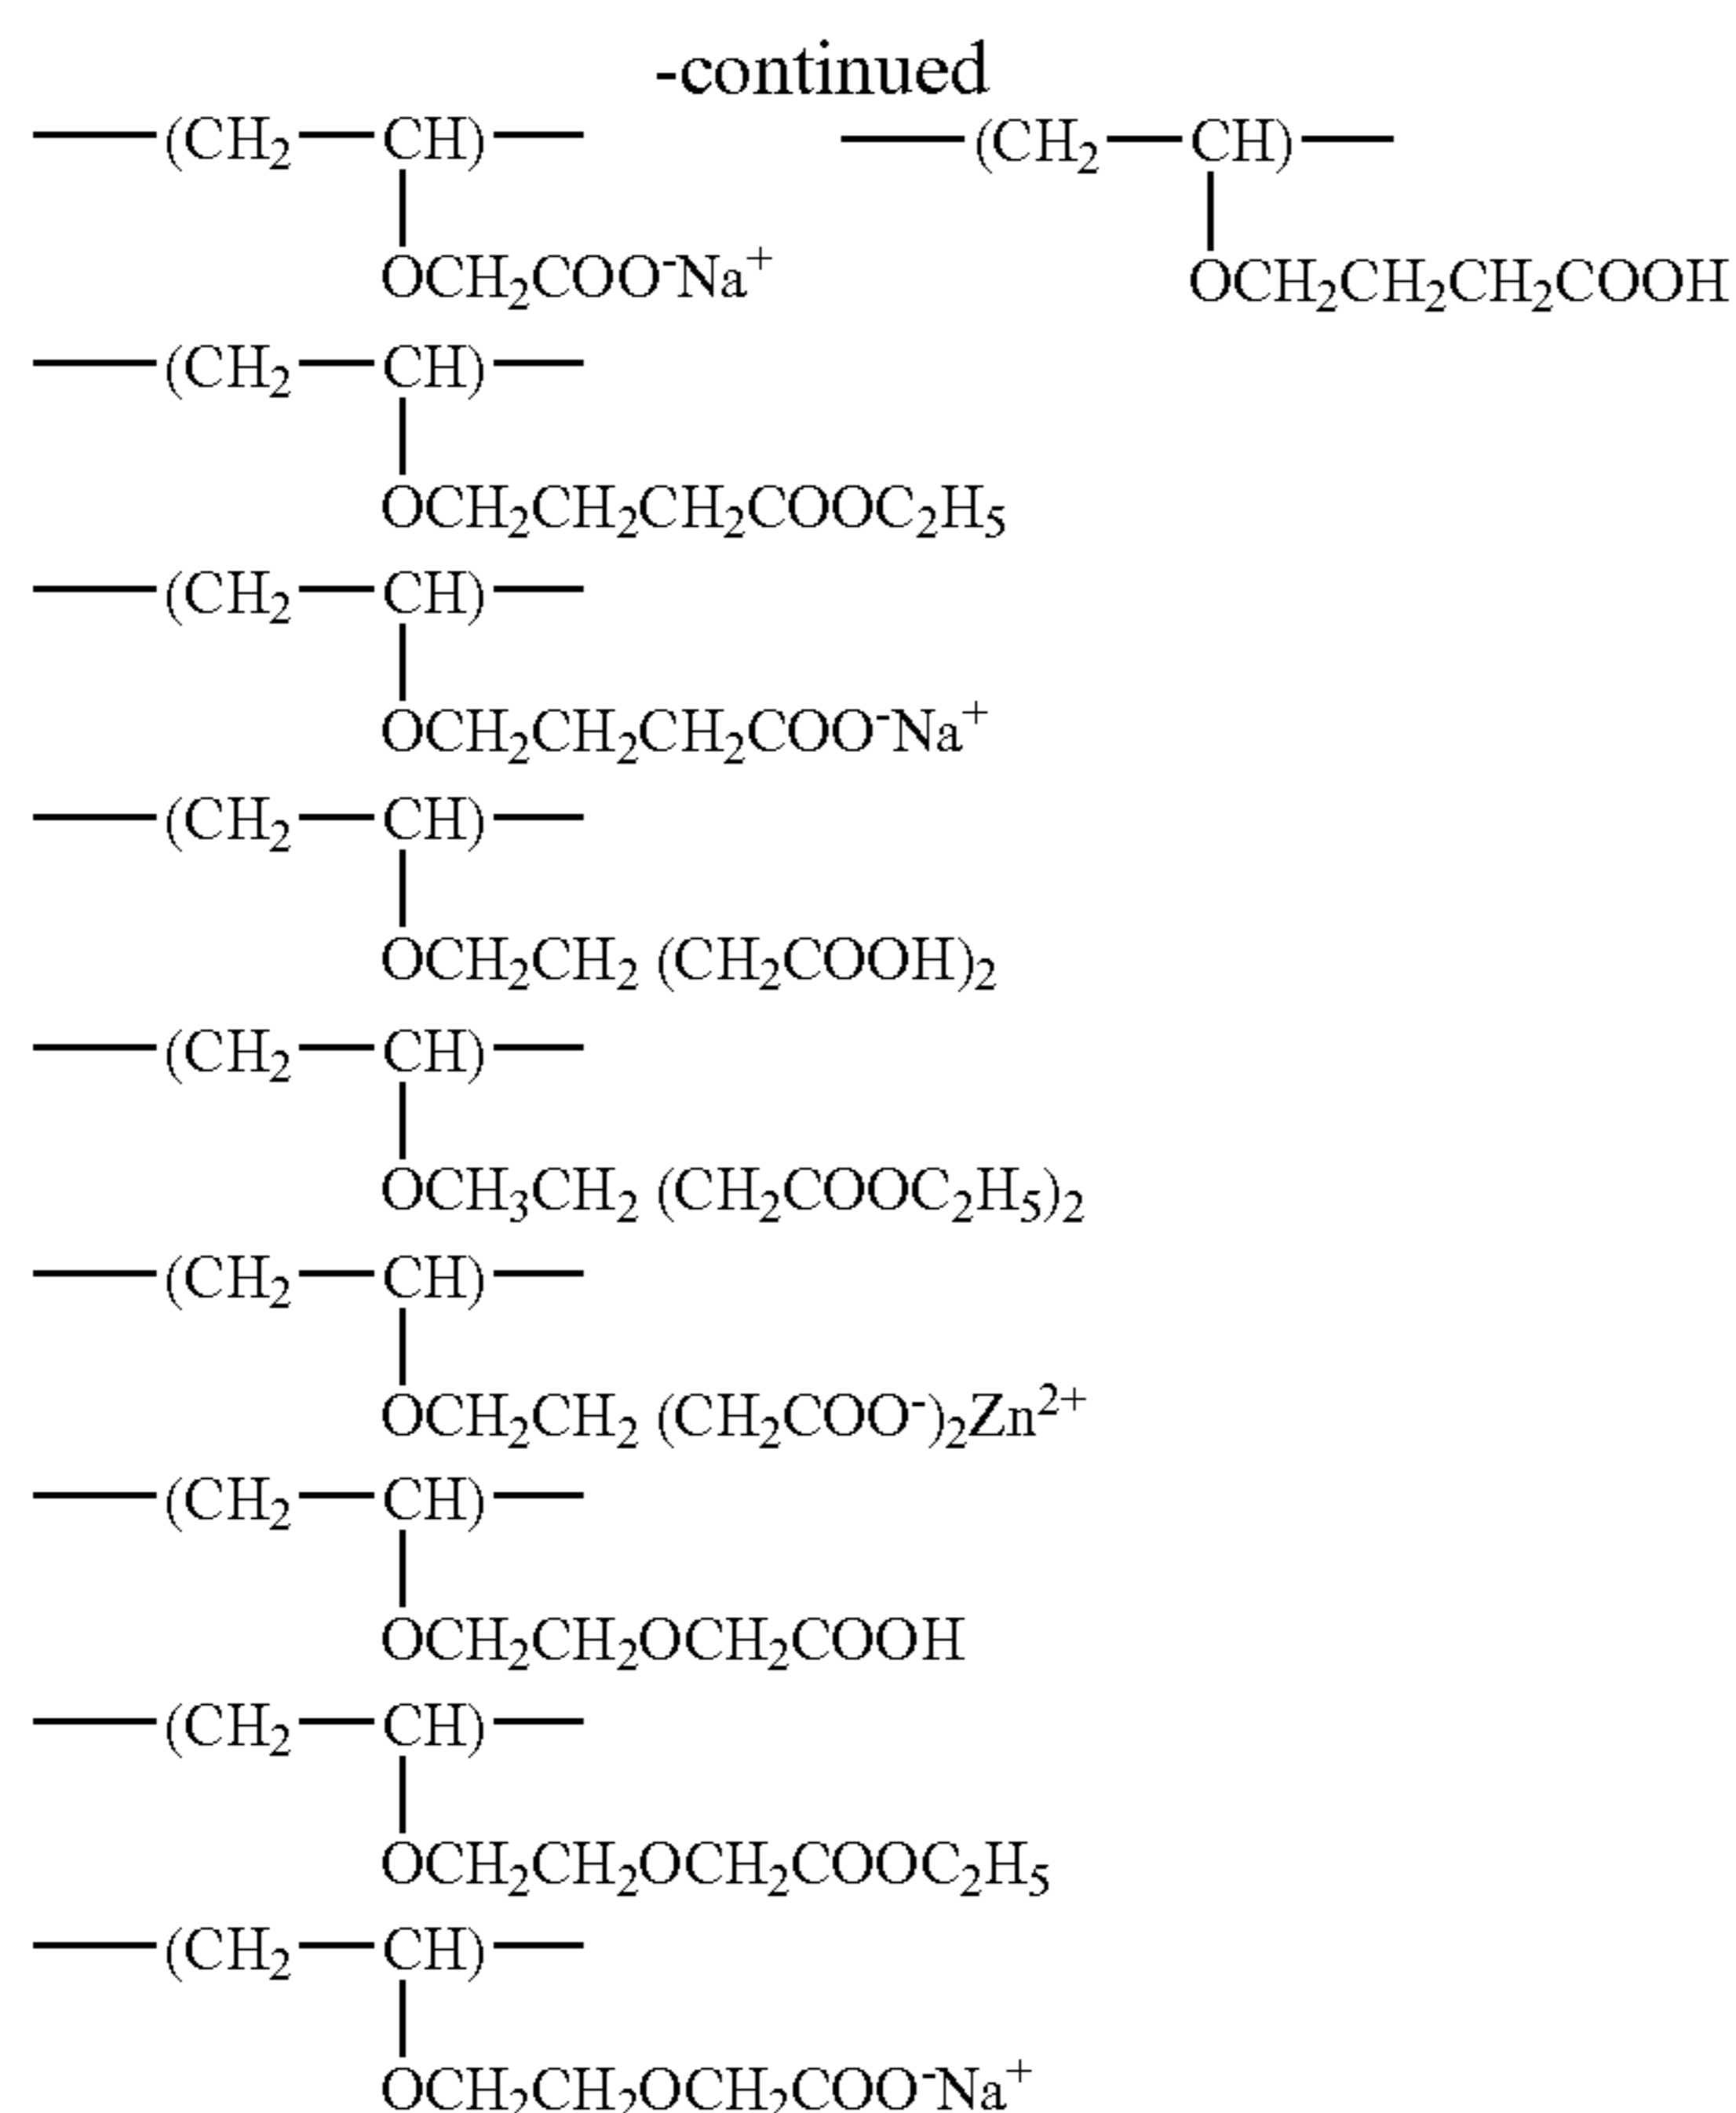 -continued
—(CH₂—CH)— —(CH₂—CH)—
OCH₂COO⁻Na⁺ OCH₂CH₂CH₂COOH
—(CH₂—CH)—
OCH₂CH₂CH₂COOC₂H₅
—(CH₂—CH)—
OCH₂CH₂CH₂COO⁻Na⁺
—(CH₂—CH)—
OCH₂CH₂ (CH₂COOH)₂
—(CH₂—CH)—
OCH₃CH₂ (CH₂COOC₂H₅)₂
—(CH₂—CH)—
OCH₂CH₂ (CH₂COO⁻)₂Zn²⁺
—(CH₂—CH)—
OCH₂CH₂OCH₂COOH
—(CH₂—CH)—
OCH₂CH₂OCH₂COOC₂H₅
—(CH₂—CH)—
OCH₂CH₂OCH₂COO⁻Na⁺